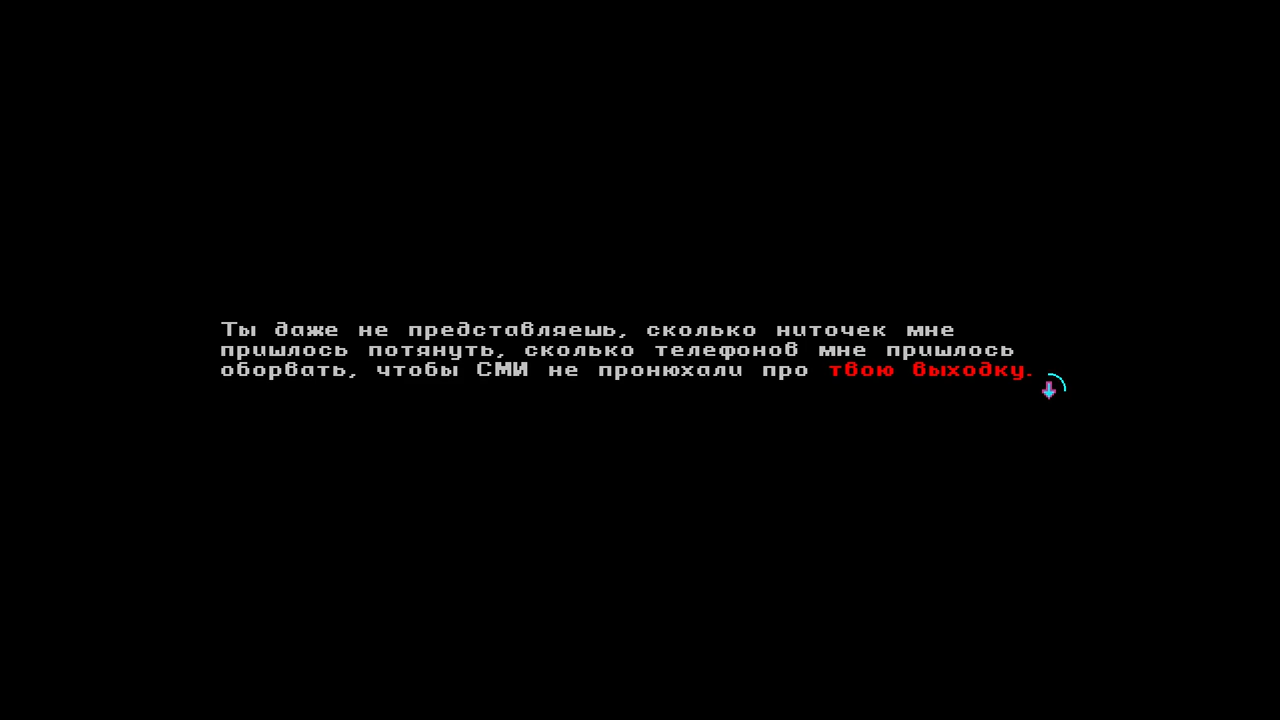 Ты даже не представляешь, сколько ниточек мне
пришлось потянуть, сколько телефонов мне пришлось
оборвать, чтобы СМИ не пронюхали про твою выходку.